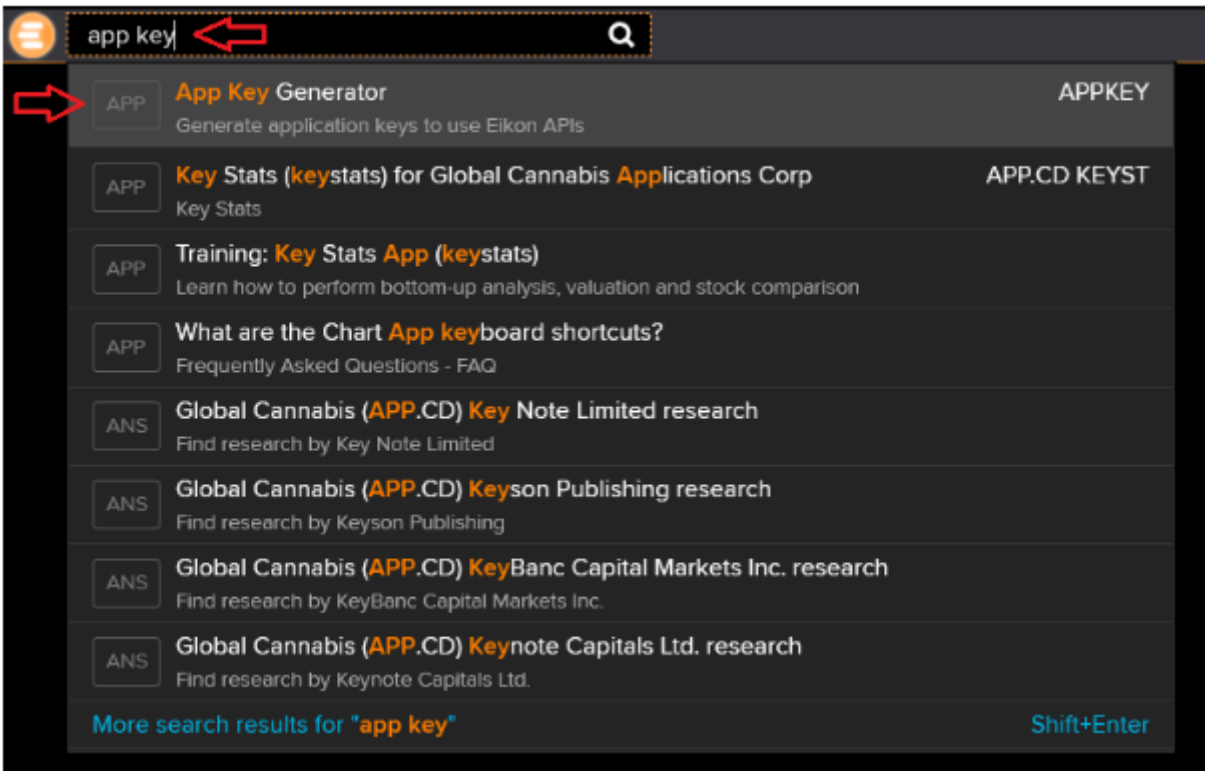 app key
APP
App Key Generator
APPKEY
Generate application keys to use Eikon APIs
APP
Key Stats (keystats) for Global Cannabis Applications Corp
APP.CD KEYST
Key Stats
APP
Training: Key Stats App (keystats)
Learn how to perform bottom-up analysis, valuation and stock comparison
APP
What are the Chart App keyboard shortcuts?
Frequently Asked Questions - FAQ
ANS
Global Cannabis (APP.CD) Key Note Limited research
Find research by Key Note Limited
ANS
Global Cannabis (APP.CD) Keyson Publishing research
Find research by Keyson Publishing
ANS
Global Cannabis (APP.CD) KeyBanc Capital Markets Inc. research
Find research by KeyBanc Capital Markets Inc.
ANS
Global Cannabis (APP.CD) Keynote Capitals Ltd. research
Find research by Keynote Capitals Ltd.
More search results for "app key"
Shift+Enter